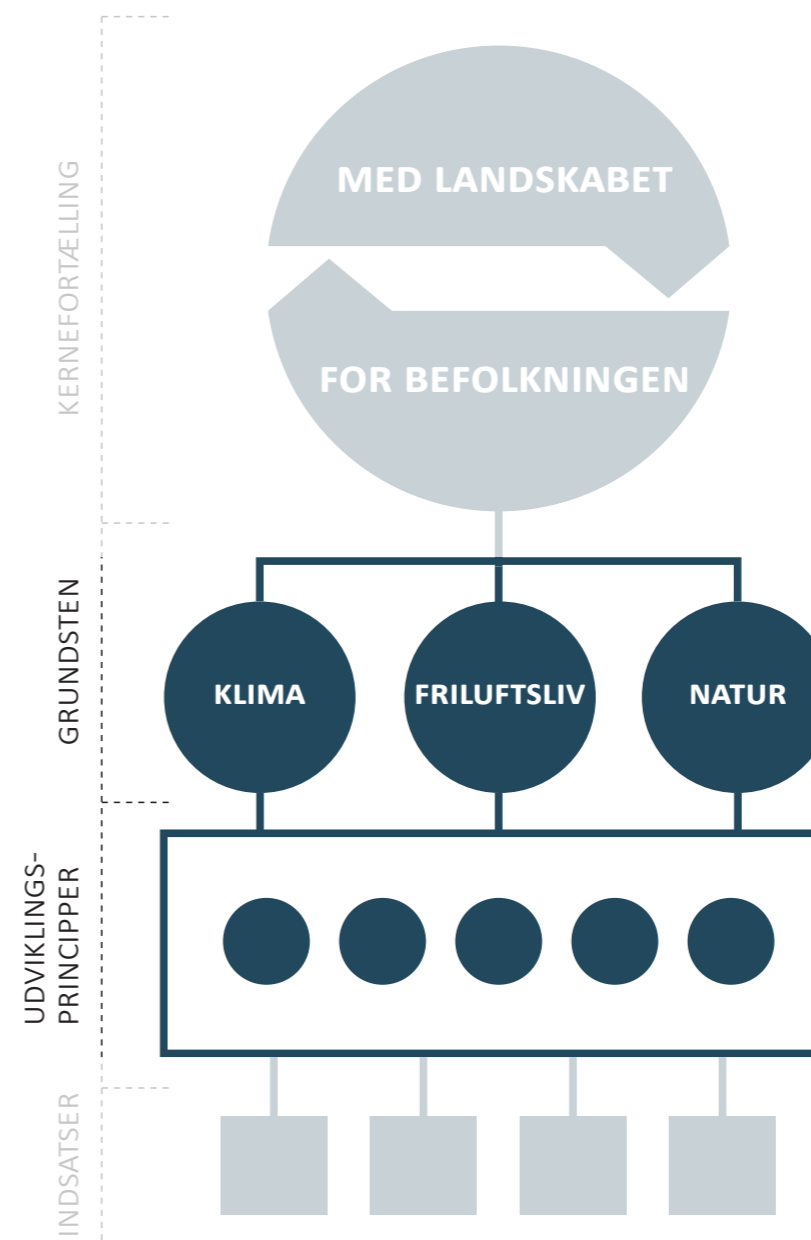 KERNEFORTÆLLING
MED LANDSKABET
FOR BEFOLKNINGEN
GRUNDSTEN
KLIMA
FRILUFTSLIV
NATUR
UDVIKLINGS-
PRINCIPPER
INDSATSER